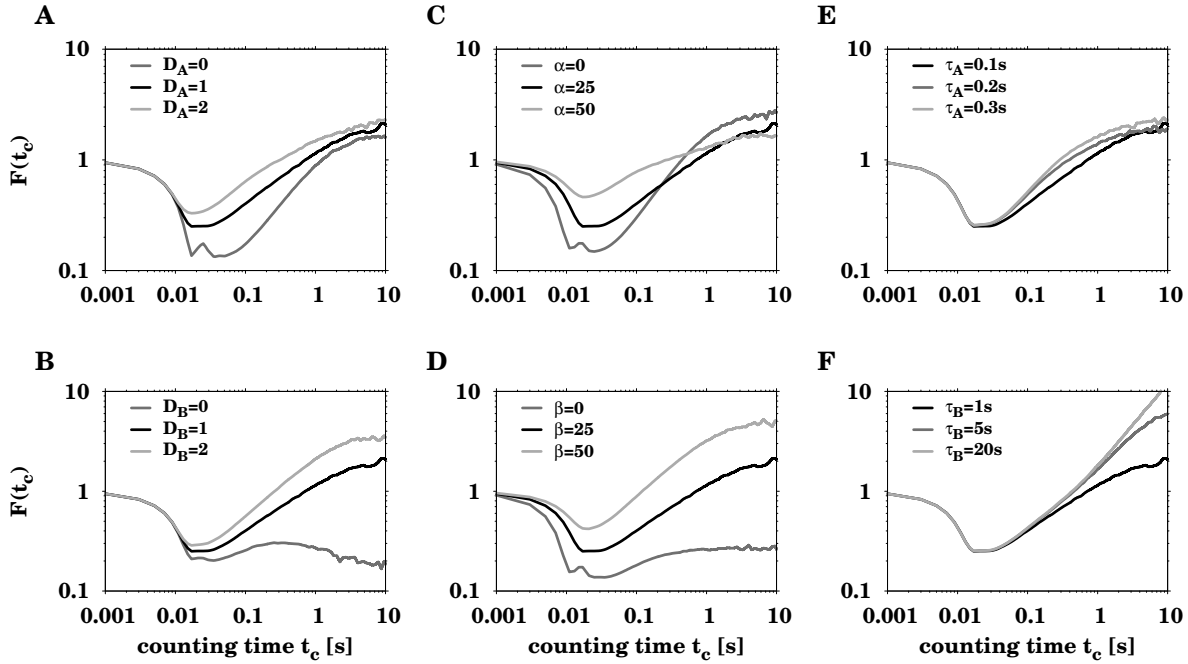 A
10
1
0.1
F(t_c)
D_A=0
D_A=1
D_A=2
0.001 0.01 0.1 1 10
C
10
1
0.1
α=0
α=25
α=50
0.001 0.01 0.1 1 10
E
10
1
0.1
τ_A=0.1s
τ_A=0.2s
τ_A=0.3s
0.001 0.01 0.1 1 10
B
10
1
0.1
F(t_c)
D_B=0
D_B=1
D_B=2
0.001 0.01 0.1 1 10
counting time t_c [s]
D
10
1
0.1
β=0
β=25
β=50
0.001 0.01 0.1 1 10
counting time t_c [s]
F
10
1
0.1
τ_B=1s
τ_B=5s
τ_B=20s
0.001 0.01 0.1 1 10
counting time t_c [s]